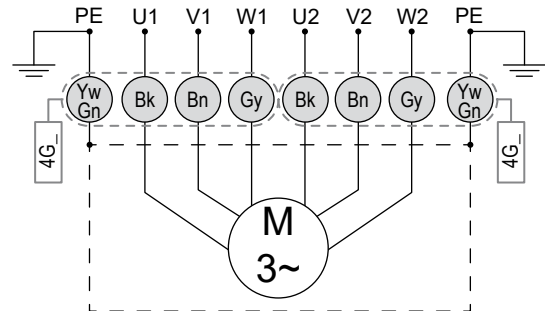 PE U1 V1 W1 U2 V2 W2 PE
Yw Gn Bk Bn Gy Bk Bn Gy Yw Gn
4G_ 4G_
M
3~